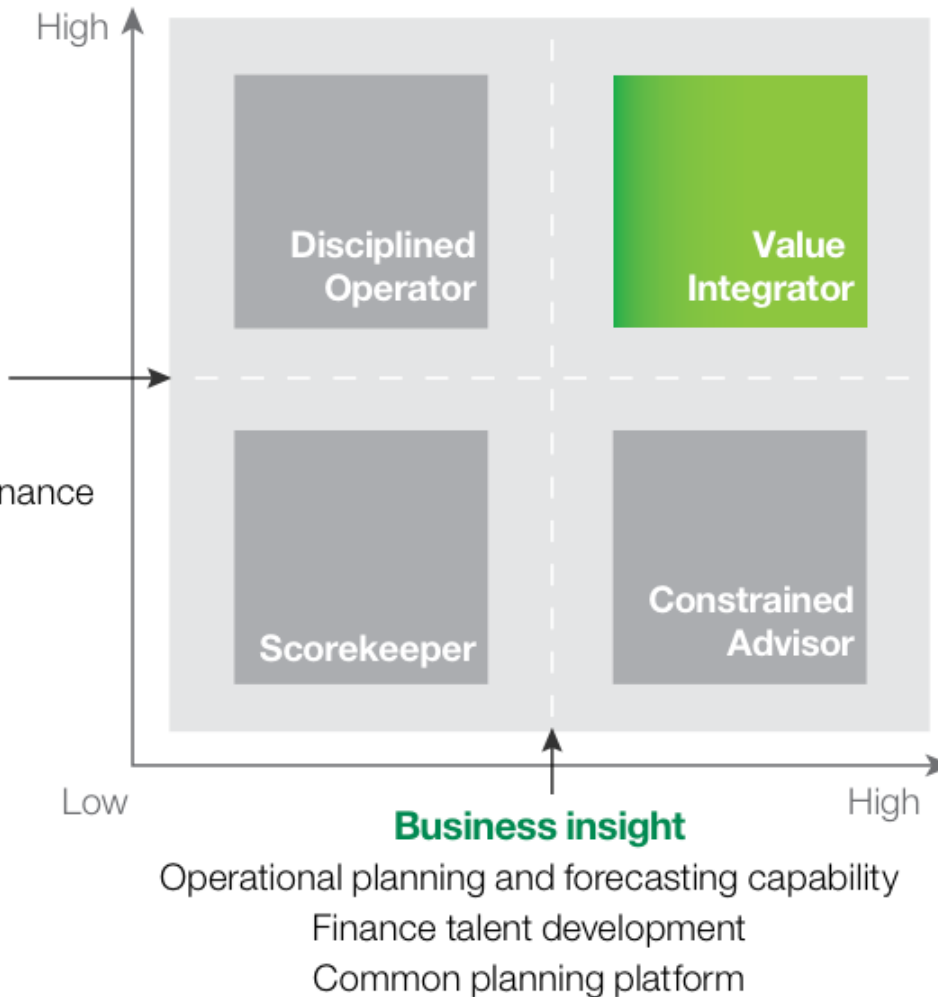 High
Disciplined
Operator
Value
Integrator
nance
Scorekeeper
Constrained
Advisor
Low
High
Business insight
Operational planning and forecasting capability
Finance talent development
Common planning platform